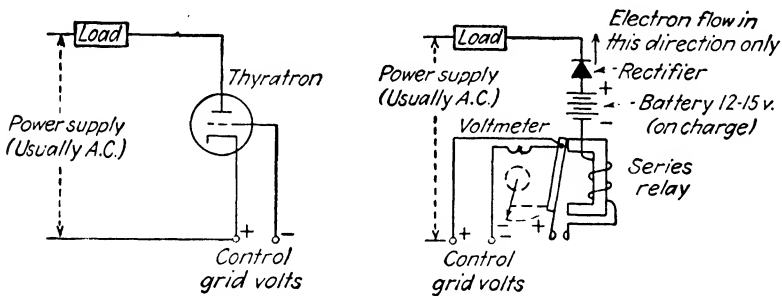 Load
Thyratron
Power supply
(Usually A.C.)
+ -
Control
grid volts
Load
Electron flow in
this direction only
Rectifier
Power supply
(Usually A.C.)
+
Battery 12-15 v.
(on charge)
-
Voltmeter
Series
relay
- +
+ -
Control
grid volts